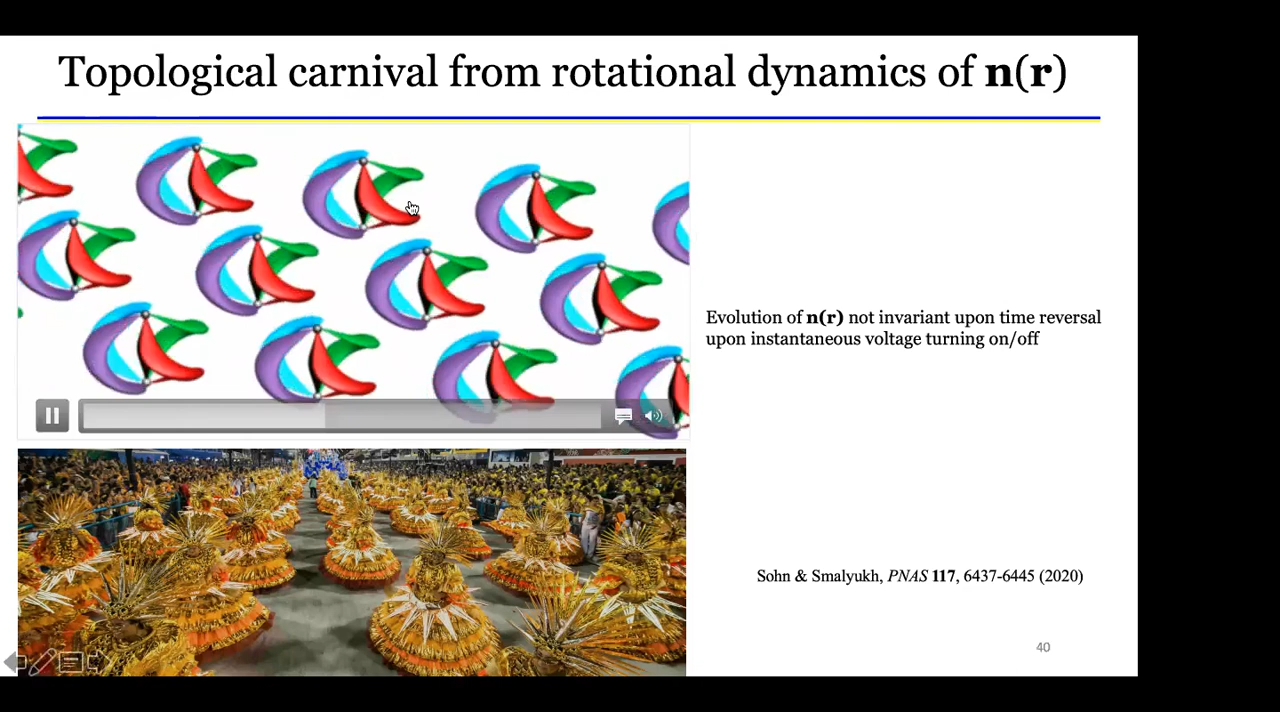 Topological carnival from rotational dynamics of n(r)
Evolution of n(r) not invariant upon time reversal
upon instantaneous voltage turning on/off
Sohn & Smalyukh, PNAS 117, 6437-6445 (2020)
40